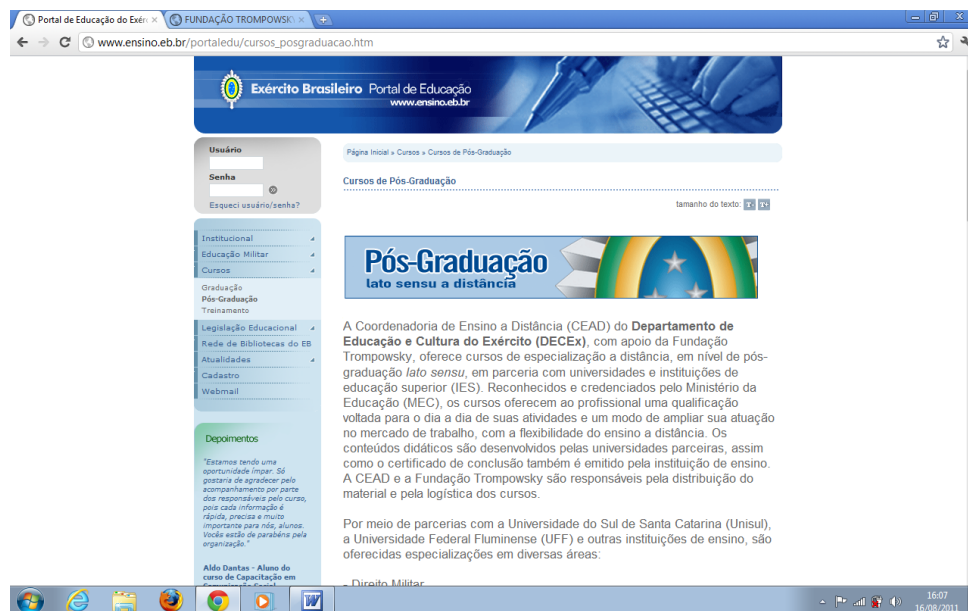 Portal de Educação do Exérc
FUNDAÇÃO TROMPOWSK
www.ensino.eb.br/portaledu/cursos_posgraduacao.htm
Exército Brasileiro Portal de Educação
www.ensino.eb.br
Usuário
Senha
Esqueci usuário/senha?
Institucional
Educação Militar
Cursos
Graduação
Pós-Graduação
Treinamento
Legislação Educacional
Rede de Bibliotecas do EB
Atualidades
Cadastro
Webmail
Depoimentos
"Estamos tendo uma
oportunidade ímpar. Só
gostaria de agradecer pelo
acompanhamento por parte
dos responsáveis pelo curso,
pois cada informação é
rápida, precisa e muito
importante para nós, alunos.
Vocês estão de parabéns pela
organização."
Aldo Dantas - Aluno do
curso de Capacitação em
Comunicação Social
Página Inicial » Cursos » Cursos de Pós-Graduação
Cursos de Pós-Graduação
tamanho do texto: T- T+
Pós-Graduação
lato sensu a distância
A Coordenadoria de Ensino a Distância (CEAD) do Departamento de
Educação e Cultura do Exército (DECEx), com apoio da Fundação
Trompowsky, oferece cursos de especialização a distância, em nível de pós-
graduação lato sensu, em parceria com universidades e instituições de
educação superior (IES). Reconhecidos e credenciados pelo Ministério da
Educação (MEC), os cursos oferecem ao profissional uma qualificação
voltada para o dia a dia de suas atividades e um modo de ampliar sua atuação
no mercado de trabalho, com a flexibilidade do ensino a distância. Os
conteúdos didáticos são desenvolvidos pelas universidades parceiras, assim
como o certificado de conclusão também é emitido pela instituição de ensino.
A CEAD e a Fundação Trompowsky são responsáveis pela distribuição do
material e pela logística dos cursos.
Por meio de parcerias com a Universidade do Sul de Santa Catarina (Unisul),
a Universidade Federal Fluminense (UFF) e outras instituições de ensino, são
oferecidas especializações em diversas áreas:
- Direito Militar
16:07
16/08/2011